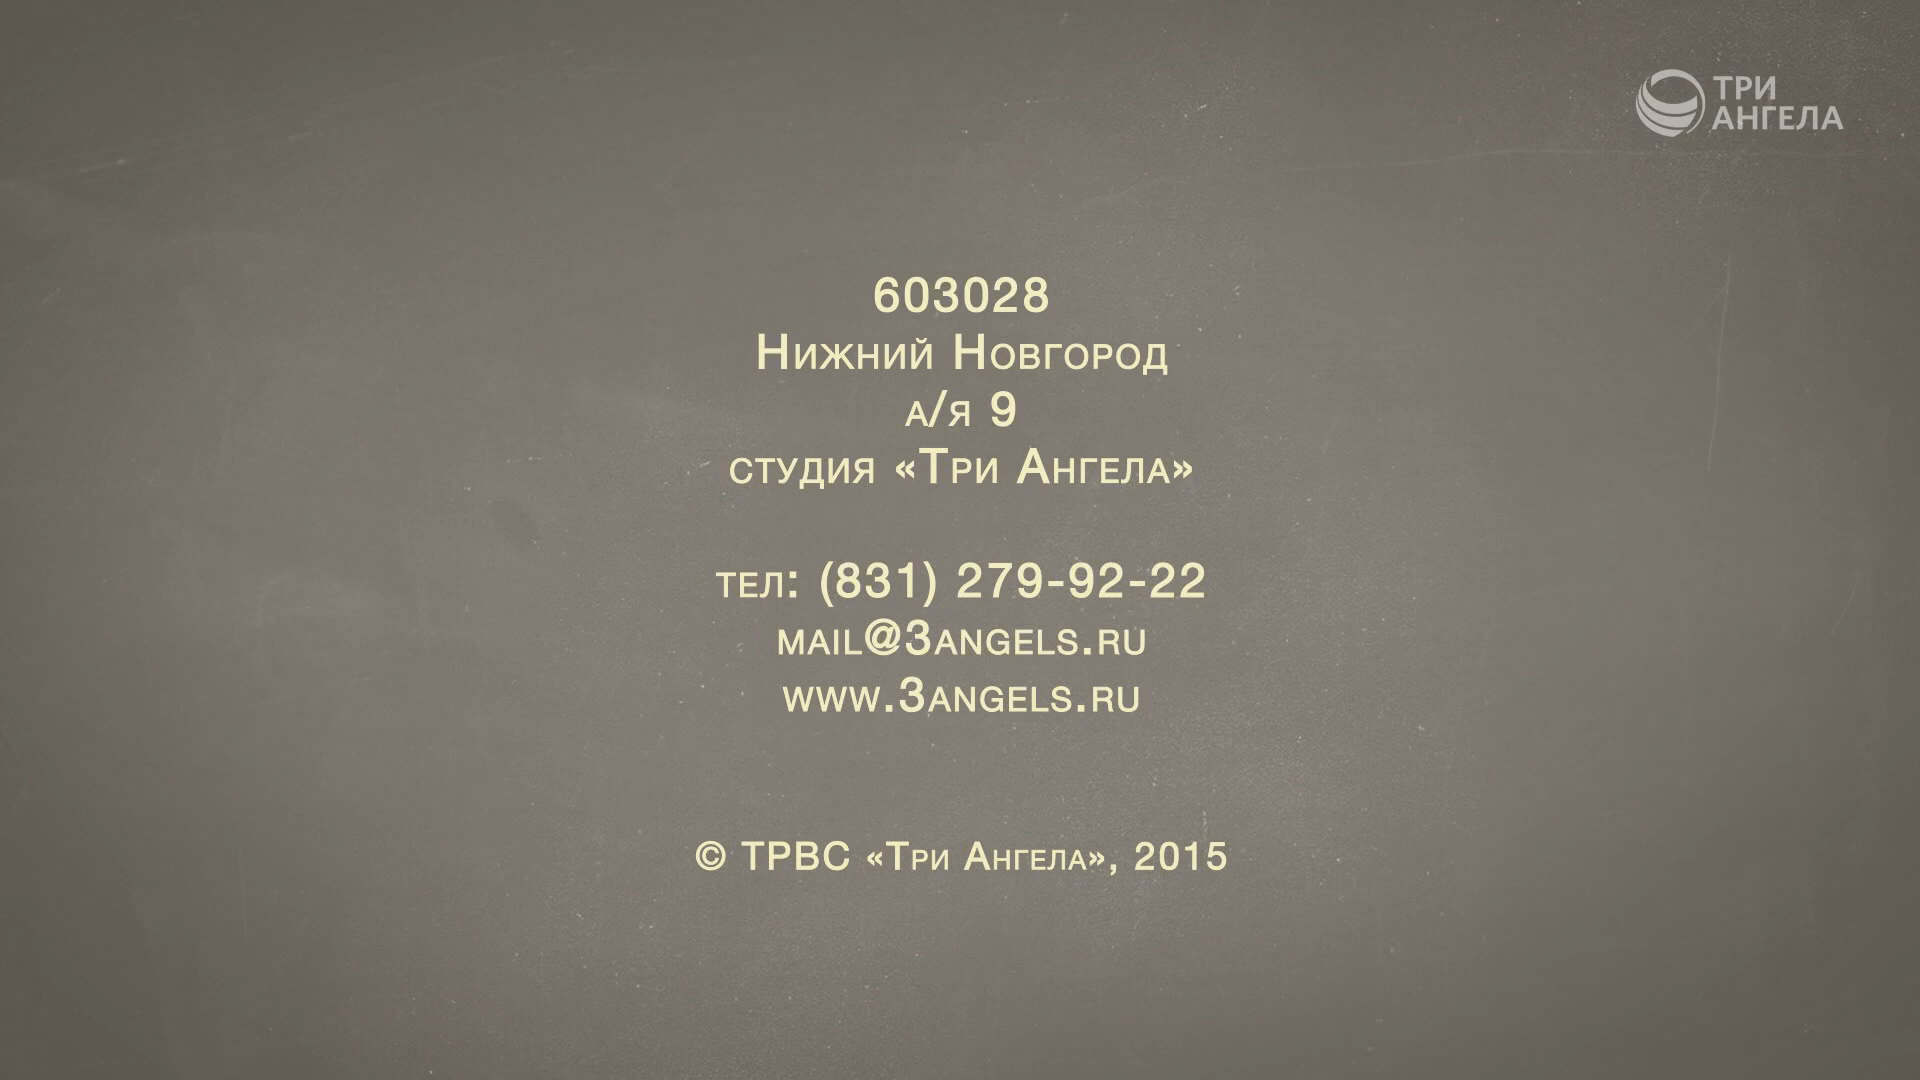 ТРИ
АНГЕЛА
603028
Нижний Новгород
а/я 9
студия «Три Ангела»
тел: (831) 279-92-22
mail@3angels.ru
www.3angels.ru
© ТРВС «Три Ангела», 2015